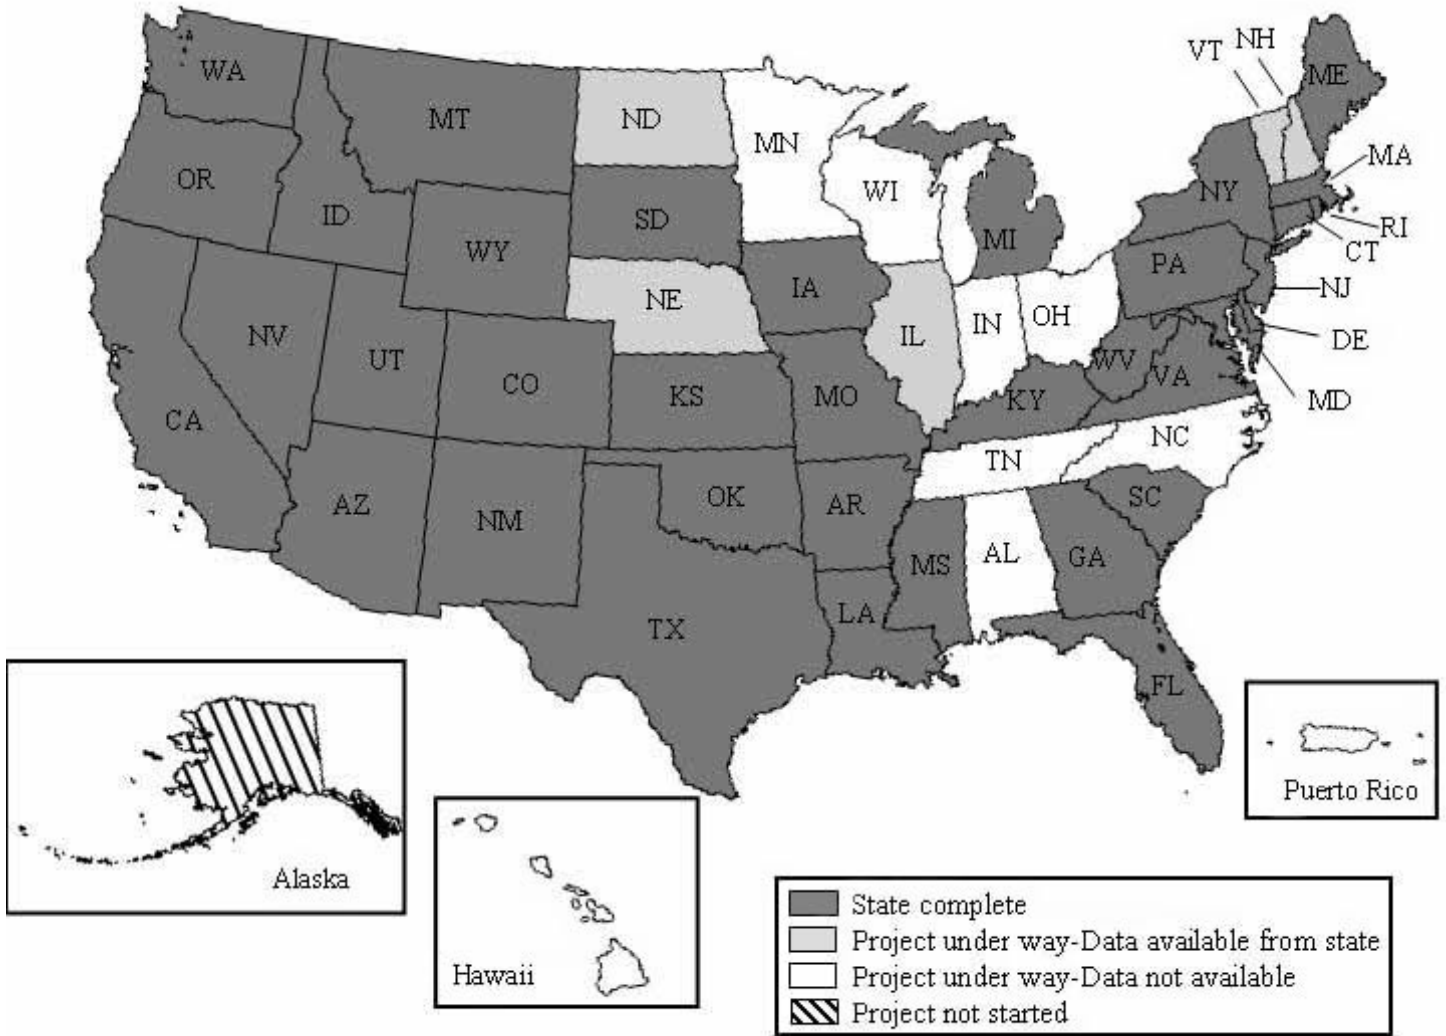 VT NH
WA
ME
MT
ND
MN
MA
OR
WI
NY
ID
SD
RI
MI
CT
WY
PA
IA
NE
NJ
NV
IN
OH
IL
DE
UT
WV
CO
VA
KS
MO
KY
MD
CA
NC
TN
AZ
OK
AR
SC
NM
AL
GA
MS
LA
TX
FL
Puerto Rico
Alaska
Hawaii
State complete
Project under way-Data available from state
Project under way-Data not available
Project not started